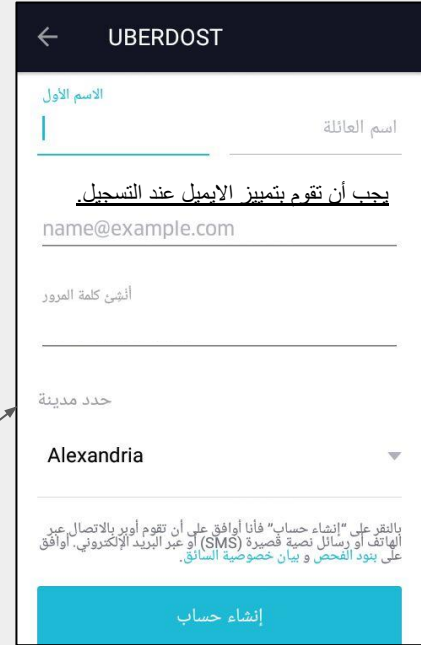 UBERDOST
الاسم الأول
اسم العائلة
يجب أن تقوم بتمييز الايميل عند التسجيل.
name@example.com
أنشِئ كلمة المرور
حدد مدينة
Alexandria
بالنقر على “إنشاء حساب” فأنا أوافق على أن تقوم أوبر بالاتصال عبر
الهاتف أو رسائل نصية قصيرة (SMS) أو عبر البريد الإلكتروني. أوافق
على بنود الفحص و بيان خصوصية السائق.
إنشاء حساب